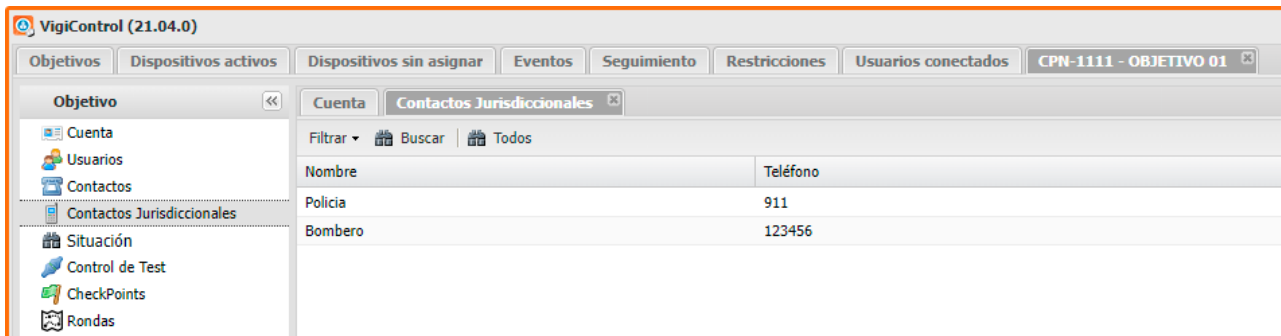 VigiControl (21.04.0)
Objetivos Dispositivos activos Dispositivos sin asignar Eventos Seguimiento Restricciones Usuarios conectados CPN-1111 - OBJETIVO 01
Objetivo
Cuenta
Usuarios
Contactos
Contactos Jurisdiccionales
Situación
Control de Test
CheckPoints
Rondas
Cuenta Contactos Jurisdiccionales
Filtrar Buscar Todos
Nombre Teléfono
Policia 911
Bombero 123456